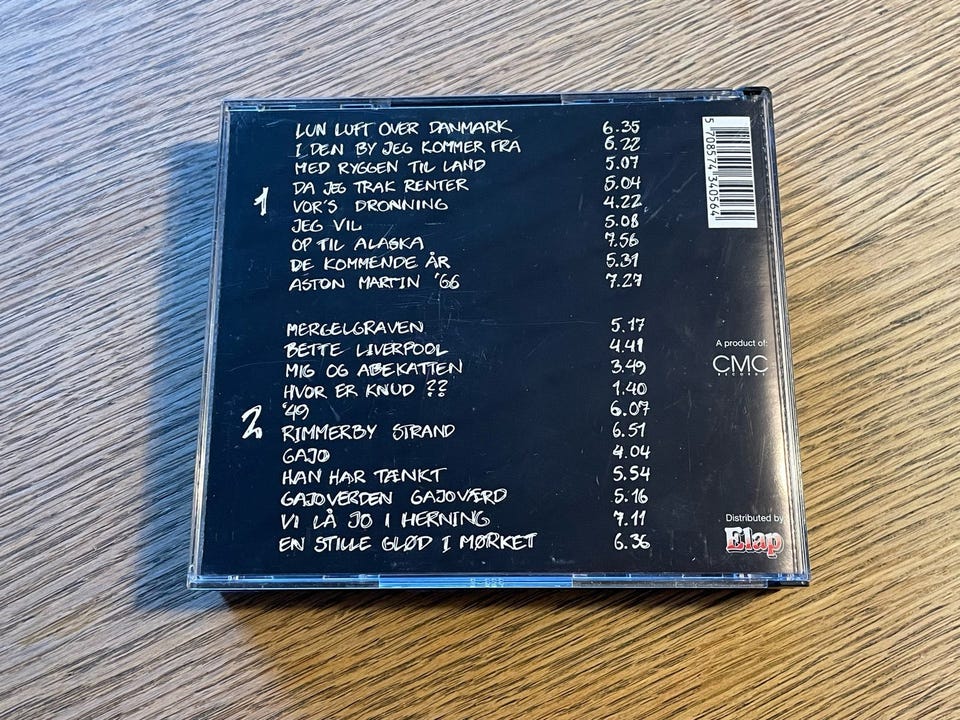 1
LUN LUFT OVER DANMARK 6.35
I DEN BY JEG KOMMER FRA 6.22
MED RYGGEN TIL LAND 5.07
DA JEG TRAK RENTER 5.04
VOR'S DRONNING 4.22
JEG VIL 5.08
OP TIL ALASKA 7.56
DE KOMMENDE ÅR 5.31
ASTON MARTIN '66 7.27
2
MERGELGRAVEN 5.17
BETTE LIVERPOOL 4.41
MIG OG ABEKATTEN 3.49
HVOR ER KNUD ?? 1.40
'49 6.07
RIMMERBY STRAND 6.51
GAJO 4.04
HAN HAR TÆNKT 5.54
GAJOVERDEN GAJOVÆRD 5.16
VI LÅ JO I HERNING 7.11
EN STILLE GLØD I MØRKET 6.36
5 708574 340564
A product of:
CMC
RECORDS
Distributed by
Elap